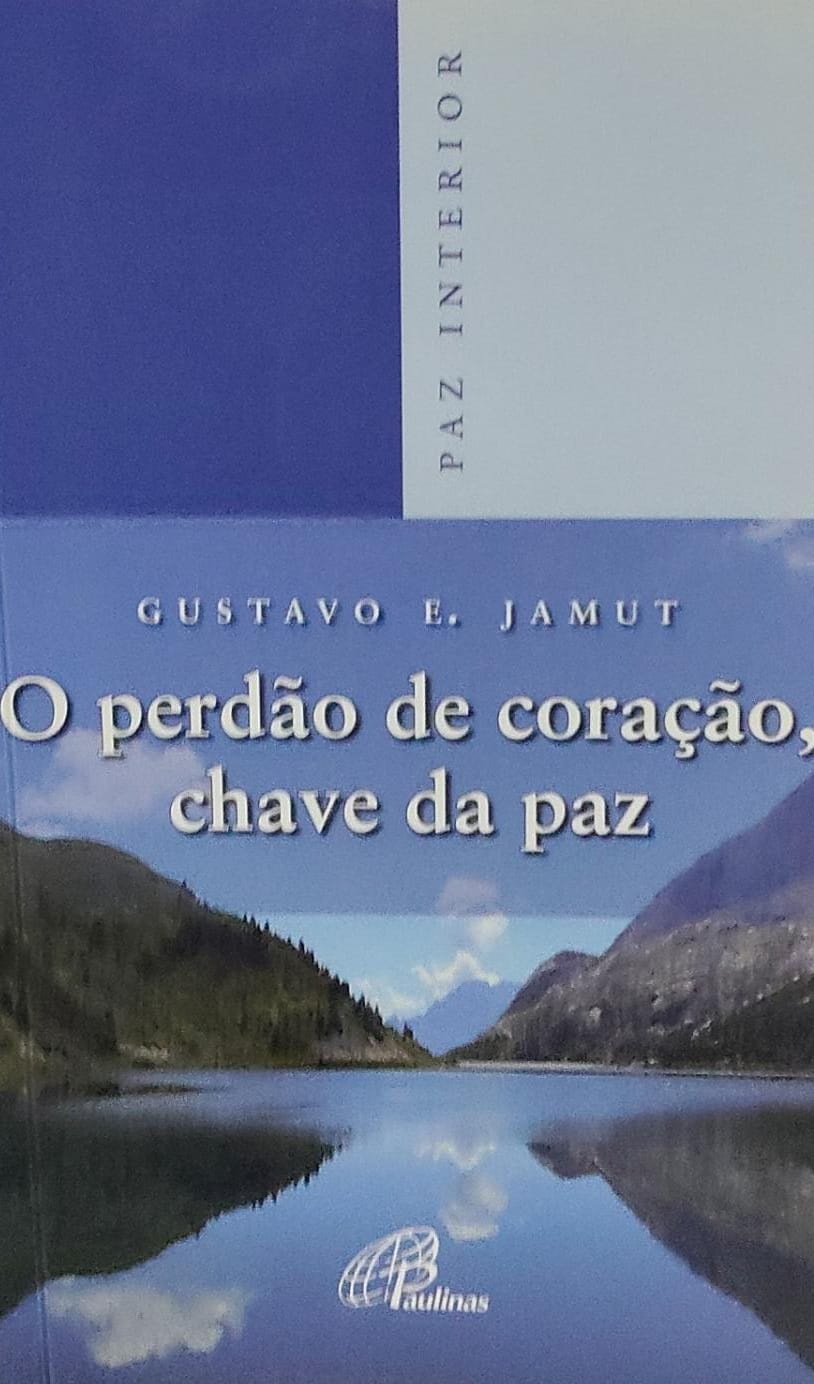 PAZ INTERIOR
GUSTAVO E. JAMUT
O perdão de coração,
chave da paz
Paulinas